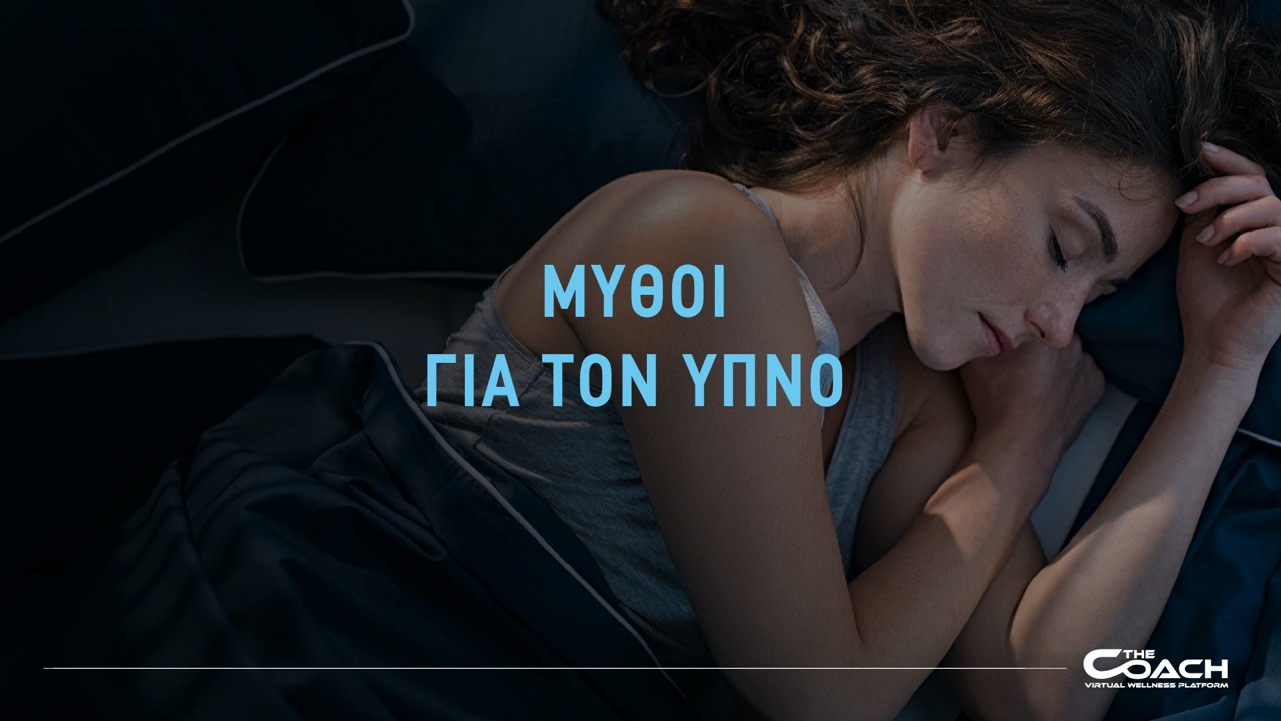 ΜΥΘΟΙ
ΓΙΑ ΤΟΝ ΥΠΝΟ
THE
COACH
VIRTUAL WELLNESS PLATFORM